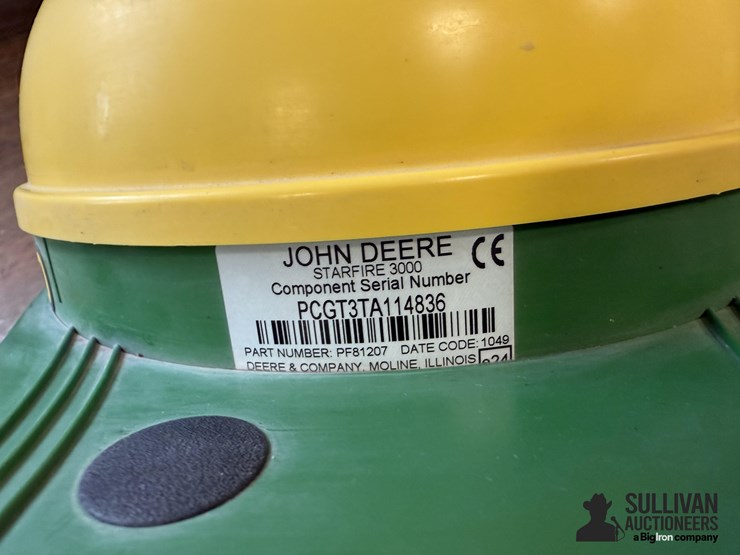 JOHN DEERE
CE
STARFIRE 3000
Component Serial Number
PCGT3TA114836
PART NUMBER: PF81207 DATE CODE: 1049
DEERE & COMPANY, MOLINE, ILLINOIS e24
SULLIVAN
AUCTIONEERS
a BigIron company